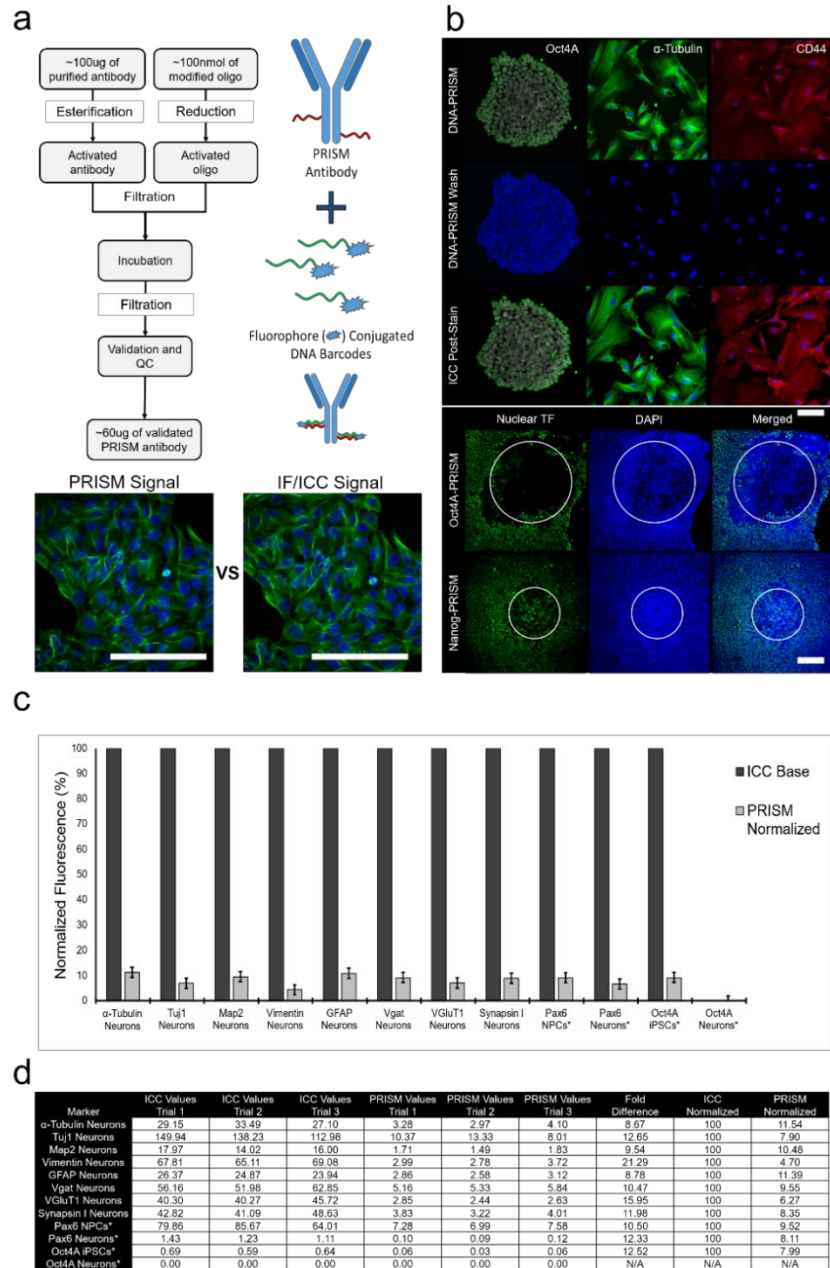 a
~100ug of
purified antibody
~100nmol of
modified oligo
Esterification
Reduction
Activated
antibody
Activated
oligo
Filtration
Incubation
Filtration
Validation and
QC
~60ug of validated
PRISM antibody
PRISM
Antibody
Fluorophore ( ) Conjugated
DNA Barcodes
PRISM Signal
VS
IF/ICC Signal
b
Oct4A
α-Tubulin
CD44
DNA-PRISM
DNA-PRISM Wash
ICC Post-Stain
Nuclear TF
DAPI
Merged
Oct4A-PRISM
Nanog-PRISM
c
Normalized Fluorescence (%)
100
90
80
70
60
50
40
30
20
10
0
ICC Base
PRISM
Normalized
α-Tubulin
Neurons
Tuj1
Neurons
Map2
Neurons
Vimentin
Neurons
GFAP
Neurons
Vgat
Neurons
VGluT1
Neurons
Synapsin I
Neurons
Pax6
NPCs*
Pax6
Neurons*
Oct4A
iPSCs*
Oct4A
Neurons*
d
Marker ICC Values Trial 1 ICC Values Trial 2 ICC Values Trial 3 PRISM Values Trial 1 PRISM Values Trial 2 PRISM Values Trial 3 Fold Difference ICC Normalized PRISM Normalized
α-Tubulin Neurons 29.15 33.49 27.10 3.28 2.97 4.10 8.67 100 11.54
Tuj1 Neurons 149.94 138.23 112.98 10.37 13.33 8.01 12.65 100 7.90
Map2 Neurons 17.97 14.02 16.00 1.71 1.49 1.83 9.54 100 10.48
Vimentin Neurons 67.81 65.11 69.08 2.99 2.78 3.72 21.29 100 4.70
GFAP Neurons 26.37 24.87 23.94 2.86 2.58 3.12 8.78 100 11.39
Vgat Neurons 56.16 51.98 62.85 5.16 5.33 5.84 10.47 100 9.55
VGluT1 Neurons 40.30 40.27 45.72 2.85 2.44 2.63 15.95 100 6.27
Synapsin I Neurons 42.82 41.09 48.63 3.83 3.22 4.01 11.98 100 8.35
Pax6 NPCs* 79.86 85.67 64.01 7.28 6.99 7.58 10.50 100 9.52
Pax6 Neurons* 1.43 1.23 1.11 0.10 0.09 0.12 12.33 100 8.11
Oct4A iPSCs* 0.69 0.59 0.64 0.06 0.03 0.06 12.52 100 7.99
Oct4A Neurons* 0.00 0.00 0.00 0.00 0.00 0.00 N/A N/A N/A